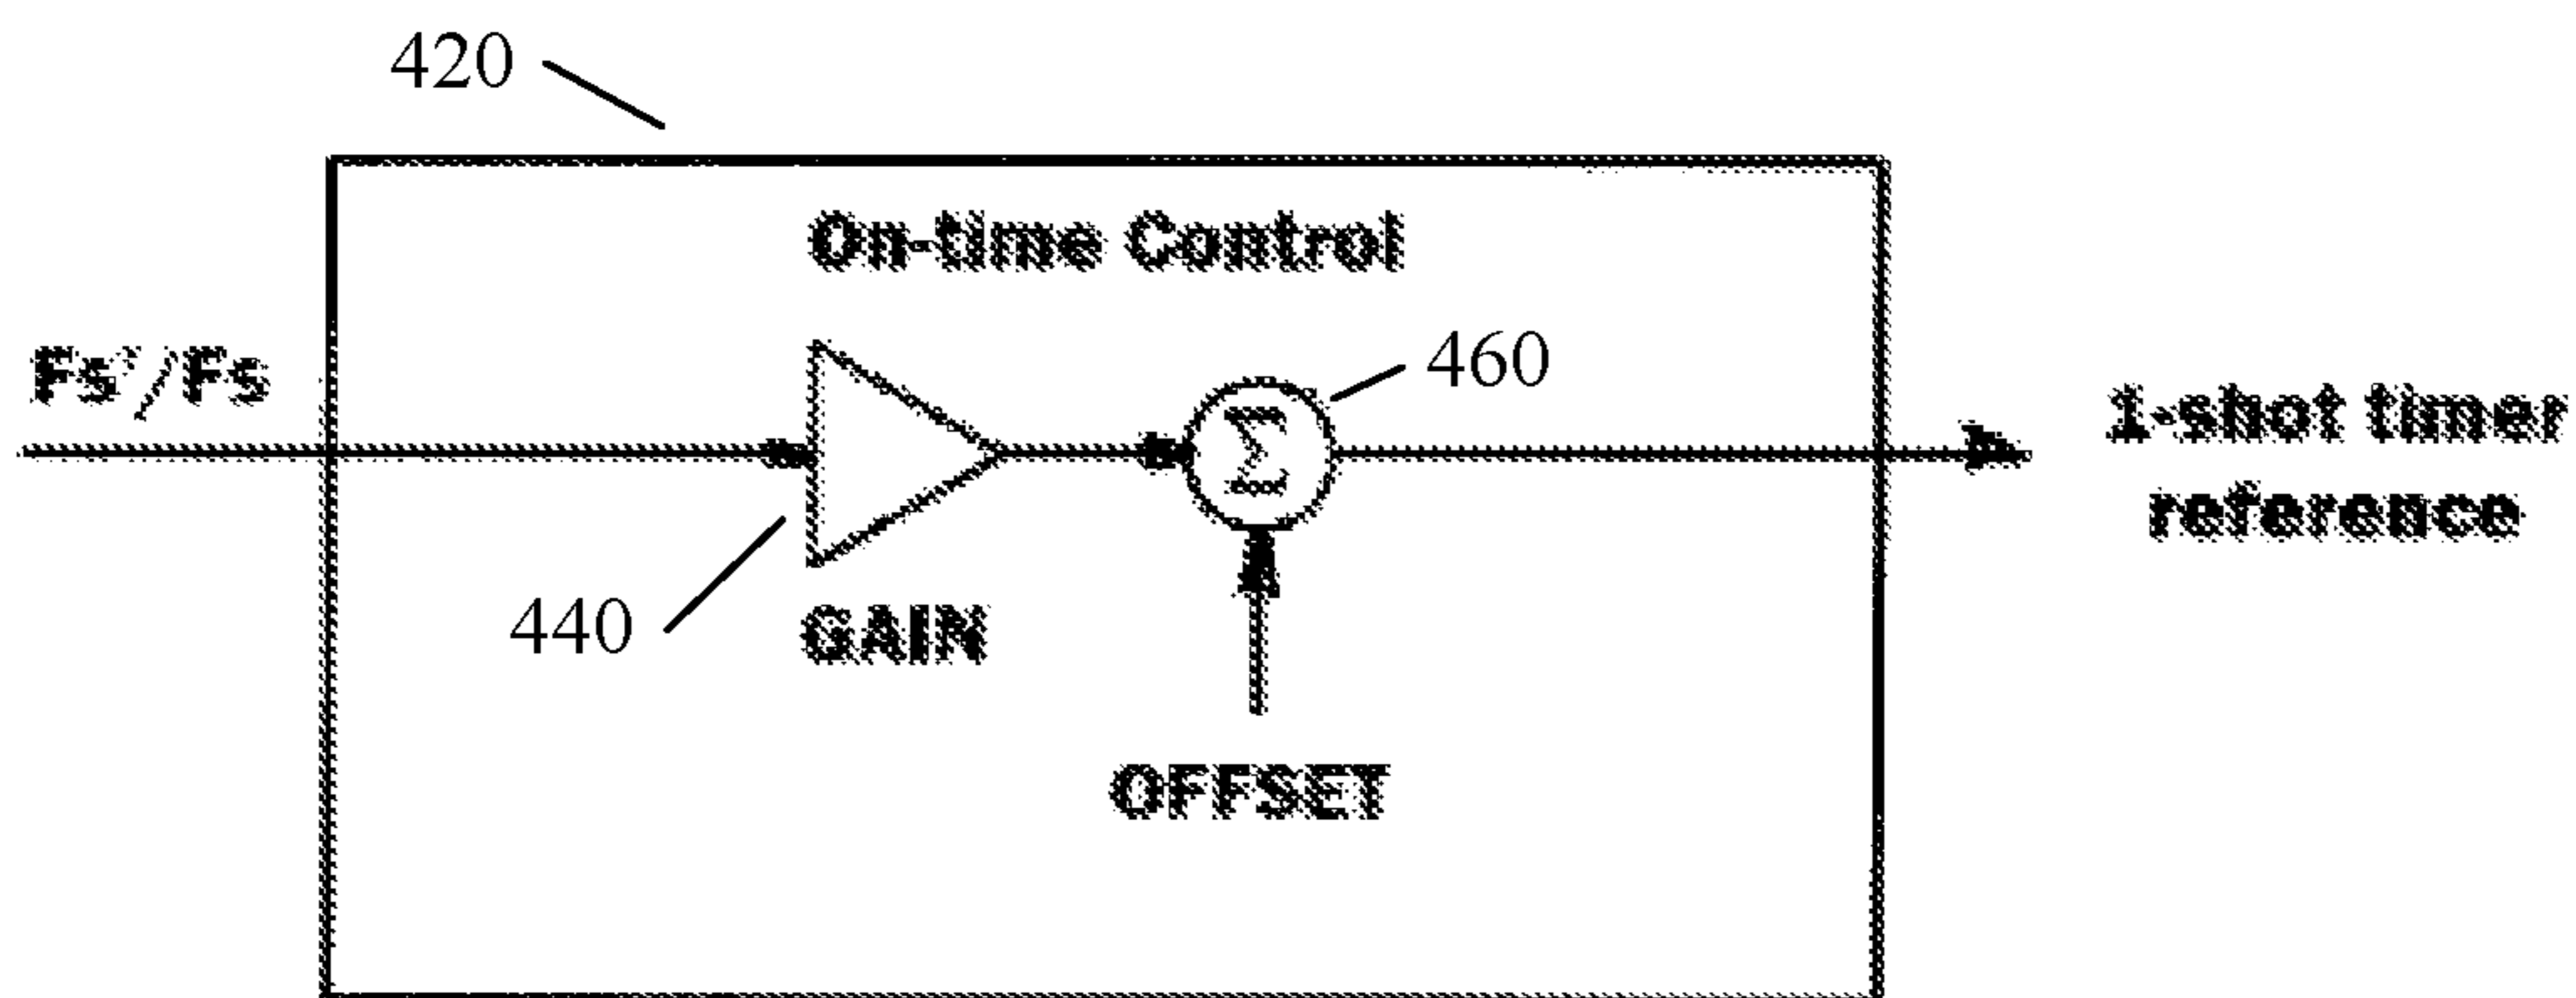 420
On-time Control
Fs'/Fs
460
Σ
1-shot timer
reference
440
GAIN
OFFSET